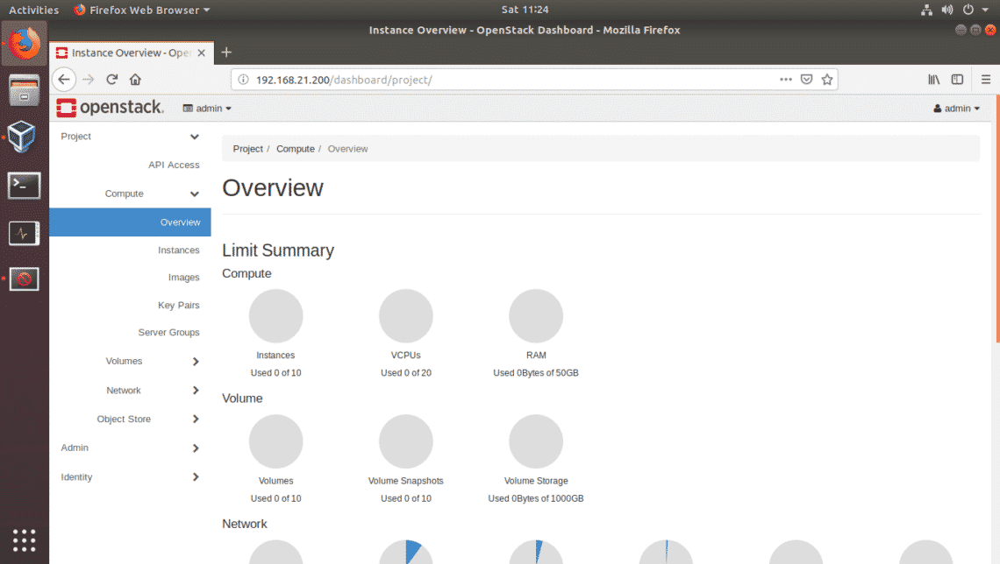 Activities Firefox Web Browser Sat 11:24
Instance Overview - OpenStack Dashboard - Mozilla Firefox
Instance Overview - Ope
192.168.21.200/dashboard/project/
openstack. admin admin
Project
API Access
Compute
Overview
Instances
Images
Key Pairs
Server Groups
Volumes
Network
Object Store
Admin
Identity
Project / Compute / Overview
Overview
Limit Summary
Compute
Instances VCPUs RAM
Used 0 of 10 Used 0 of 20 Used 0Bytes of 50GB
Volume
Volumes Volume Snapshots Volume Storage
Used 0 of 10 Used 0 of 10 Used 0Bytes of 1000GB
Network